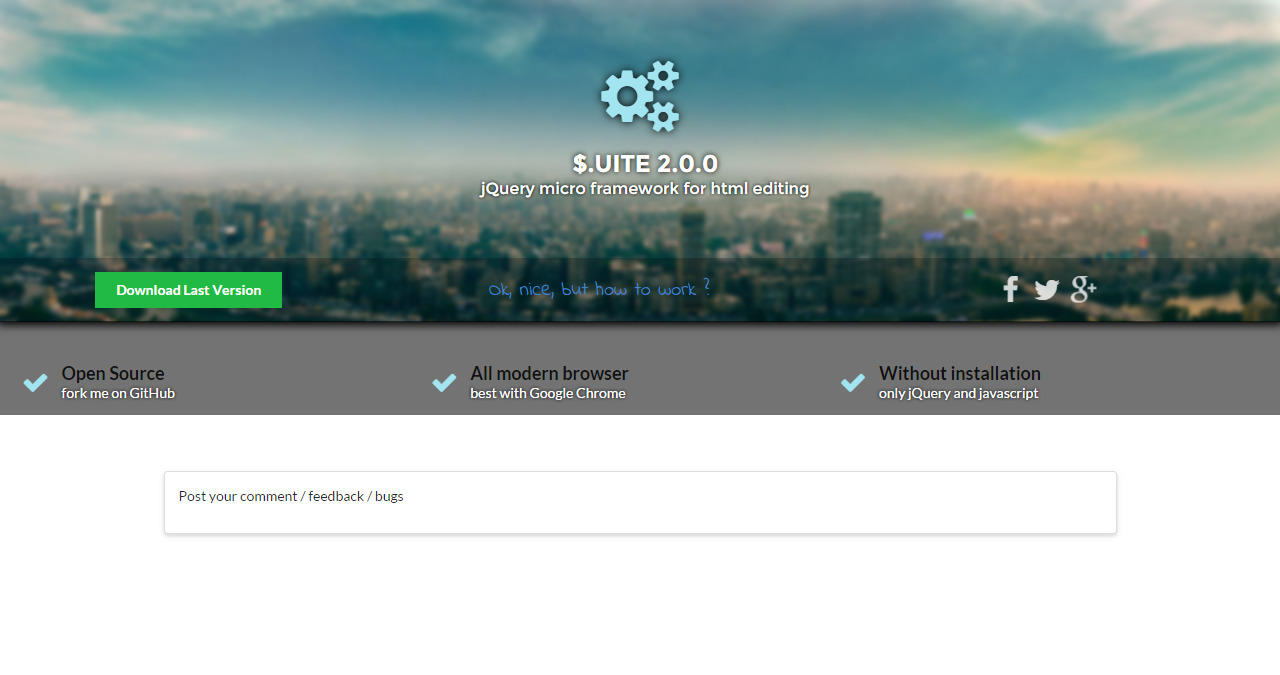 $.UITE 2.0.0
jQuery micro framework for html editing
Download Last Version
Ok, nice, but how to work ?
Open Source
fork me on GitHub
All modern browser
best with Google Chrome
Without installation
only jQuery and javascript
Post your comment / feedback / bugs